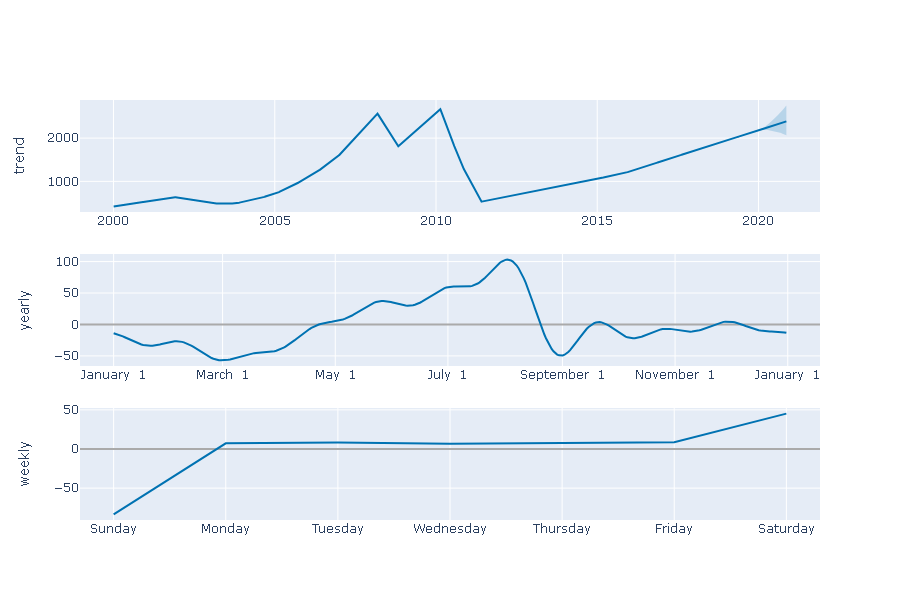 trend
2000
1000
2000 2005 2010 2015 2020
yearly
100
50
0
−50
January 1 March 1 May 1 July 1 September 1 November 1 January 1
weekly
50
0
−50
Sunday Monday Tuesday Wednesday Thursday Friday Saturday